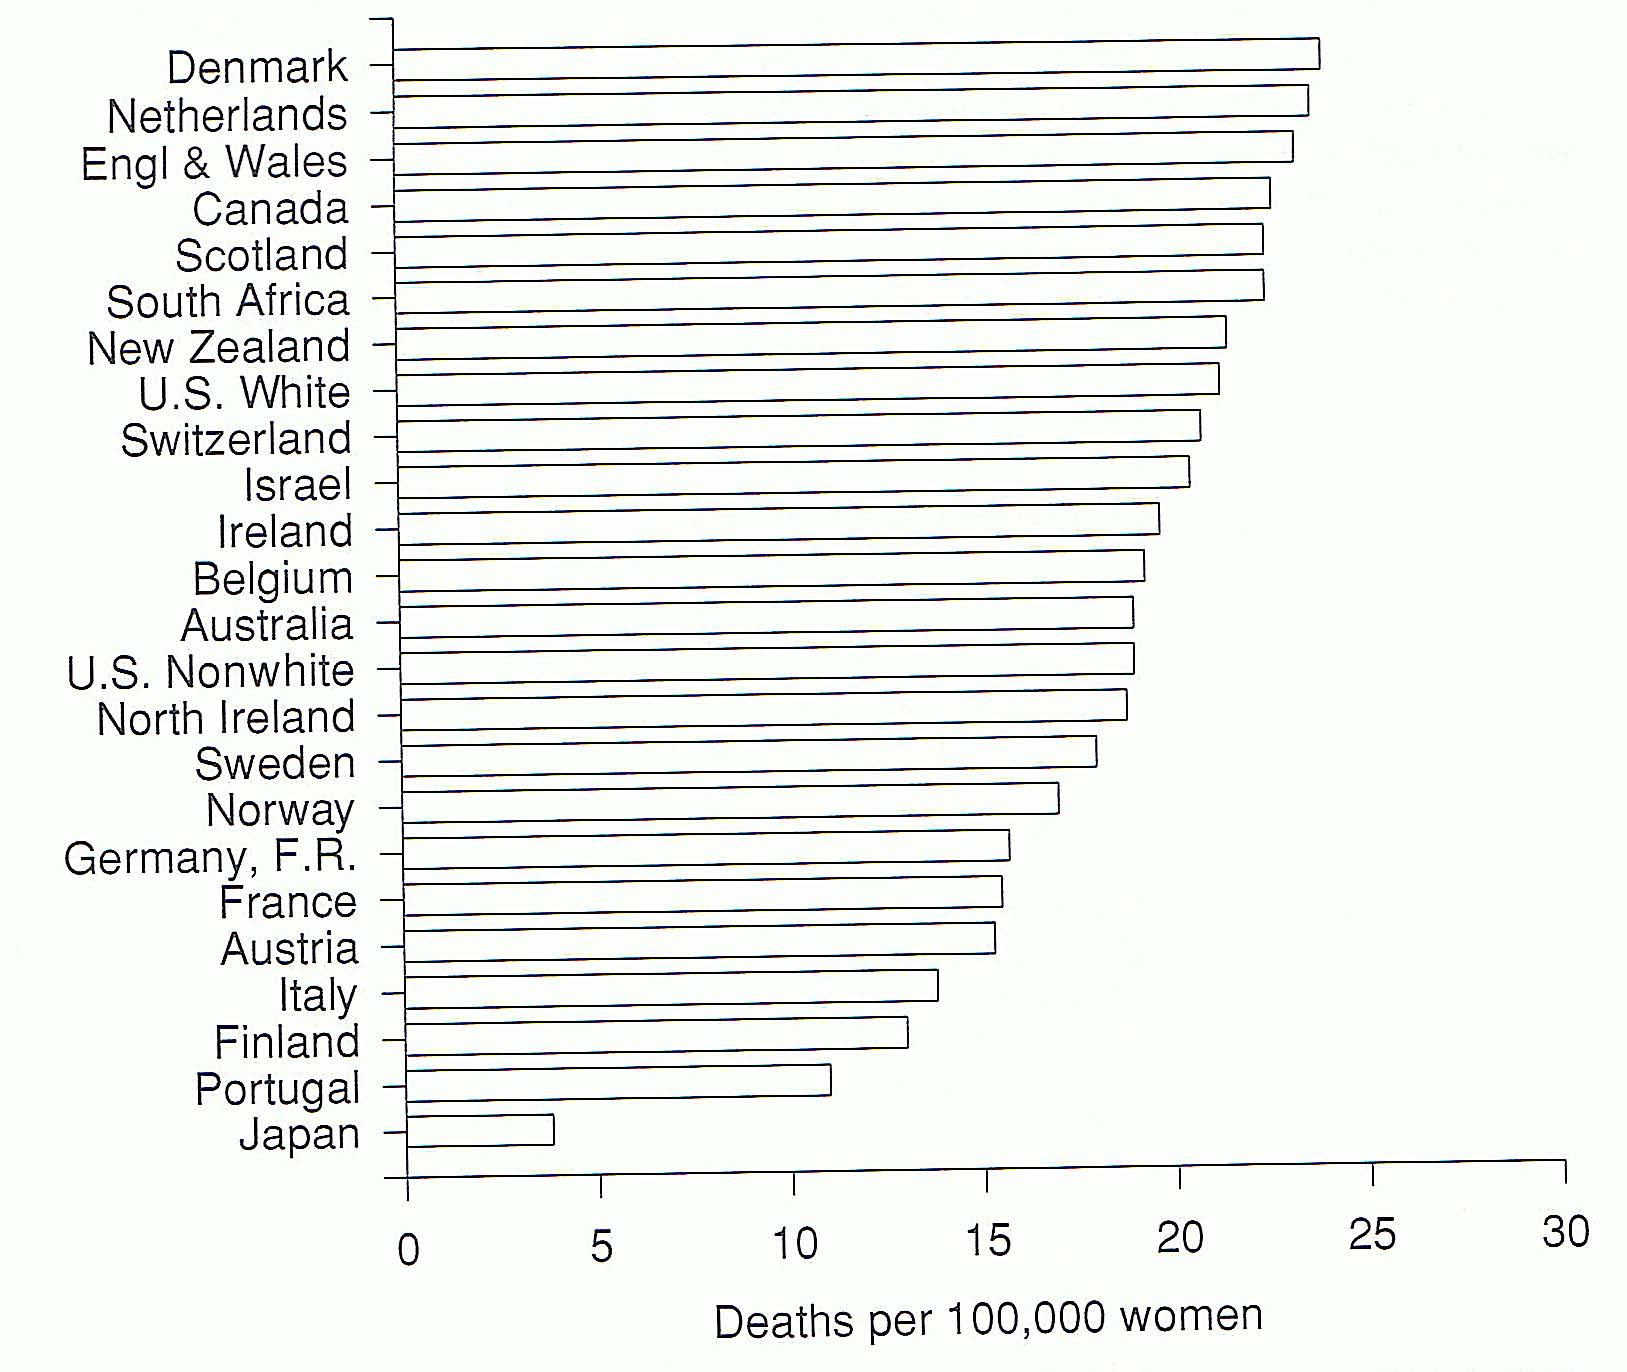 Denmark
Netherlands
Engl & Wales
Canada
Scotland
South Africa
New Zealand
U.S. White
Switzerland
Israel
Ireland
Belgium
Australia
U.S. Nonwhite
North Ireland
Sweden
Norway
Germany, F.R.
France
Austria
Italy
Finland
Portugal
Japan
0 5 10 15 20 25 30
Deaths per 100,000 women